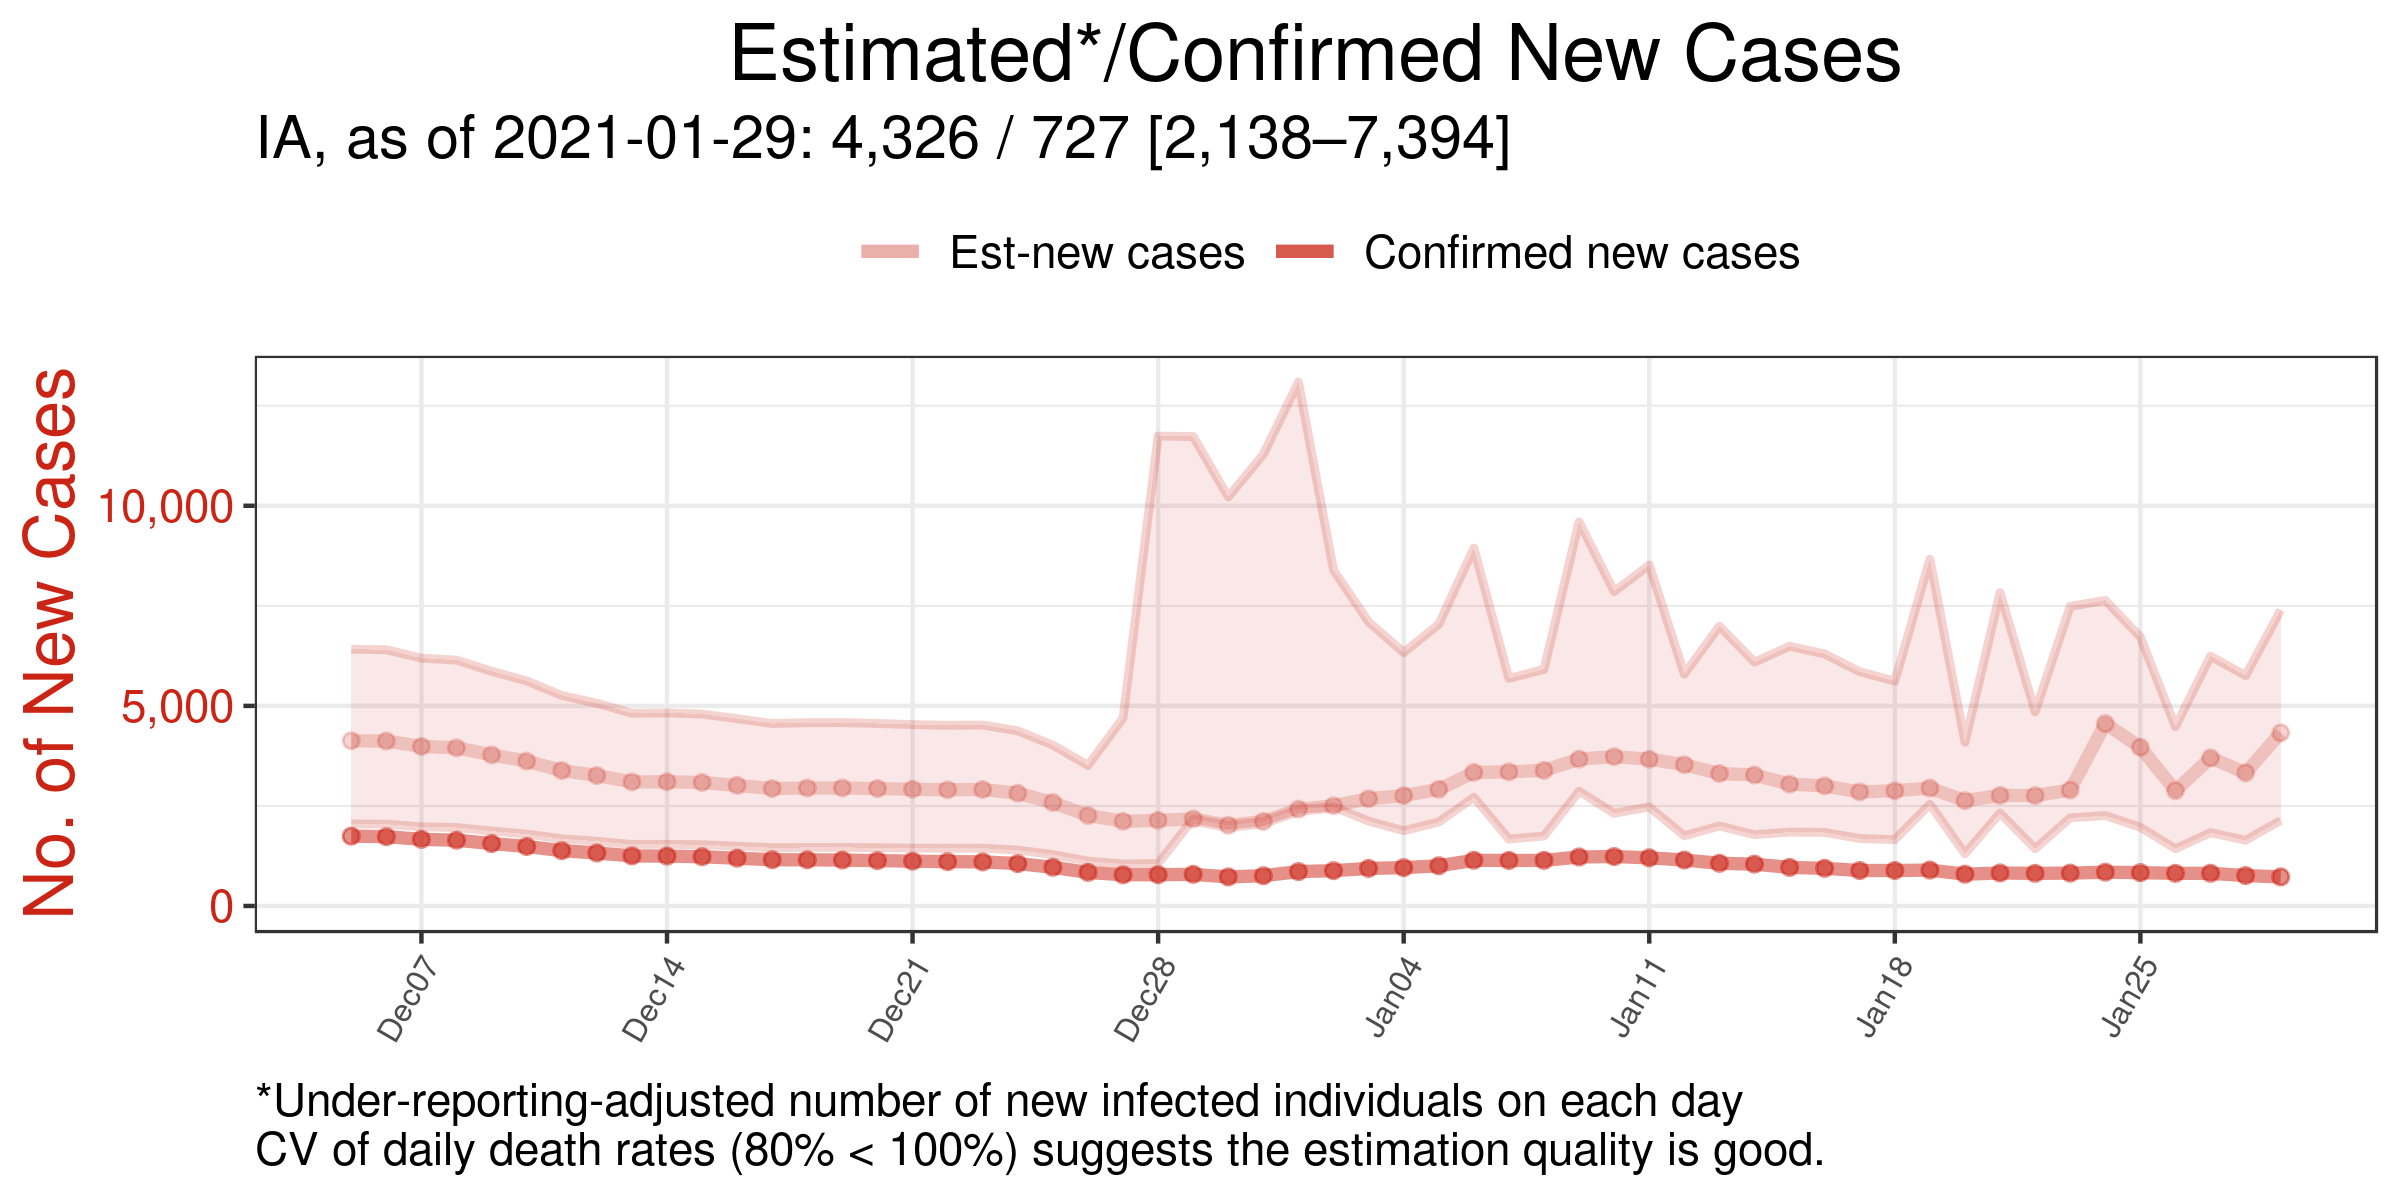 Estimated*/Confirmed New Cases
IA, as of 2021-01-29: 4,326 / 727 [2,138–7,394]
Est-new cases
Confirmed new cases
No. of New Cases
10,000
5,000
0
Dec07
Dec14
Dec21
Dec28
Jan04
Jan11
Jan18
Jan25
*Under-reporting-adjusted number of new infected individuals on each day
CV of daily death rates (80% < 100%) suggests the estimation quality is good.